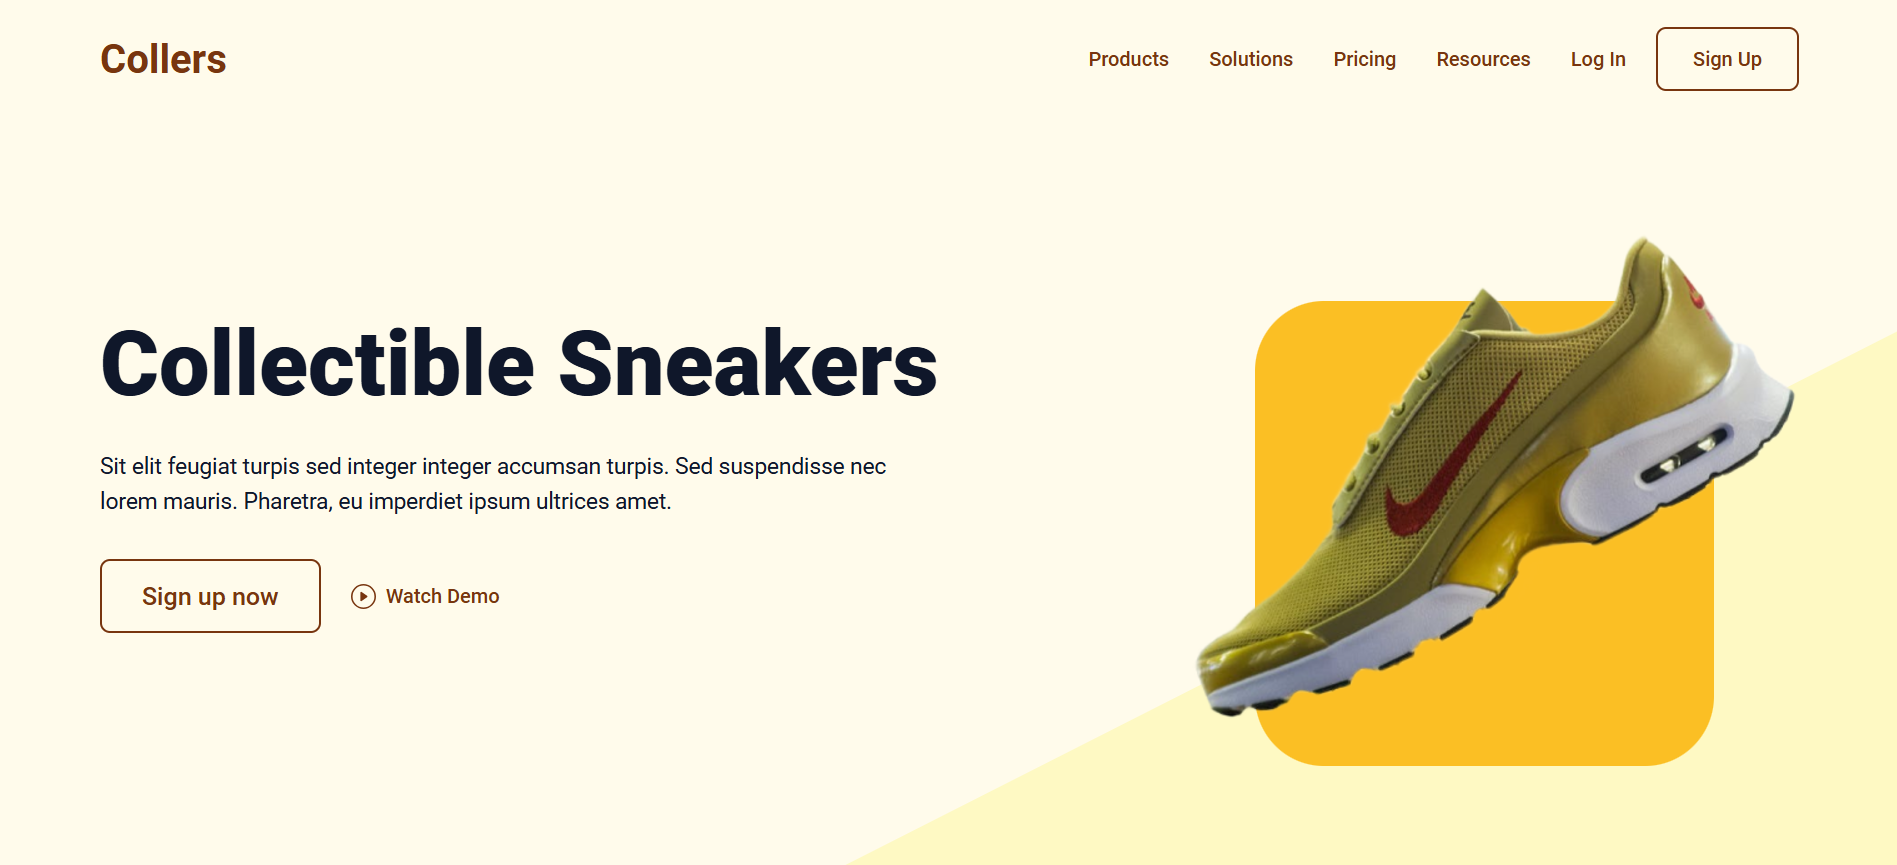 Collers
Products Solutions Pricing Resources Log In Sign Up
Collectible Sneakers
Sit elit feugiat turpis sed integer integer accumsan turpis. Sed suspendisse nec
lorem mauris. Pharetra, eu imperdiet ipsum ultrices amet.
Sign up now Watch Demo